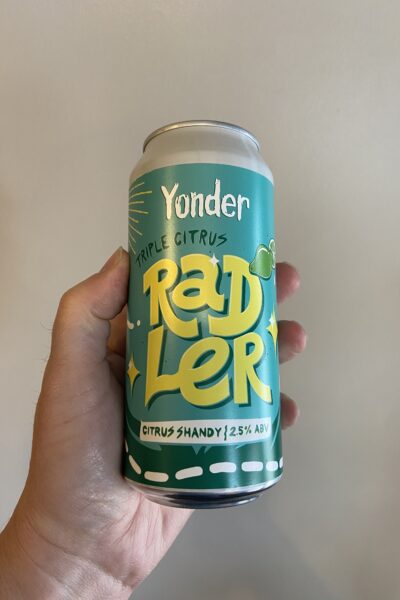 Yonder
TRIPLE CITRUS
RaD
LeR
CITRUS SHANDY } 2.5% ABV